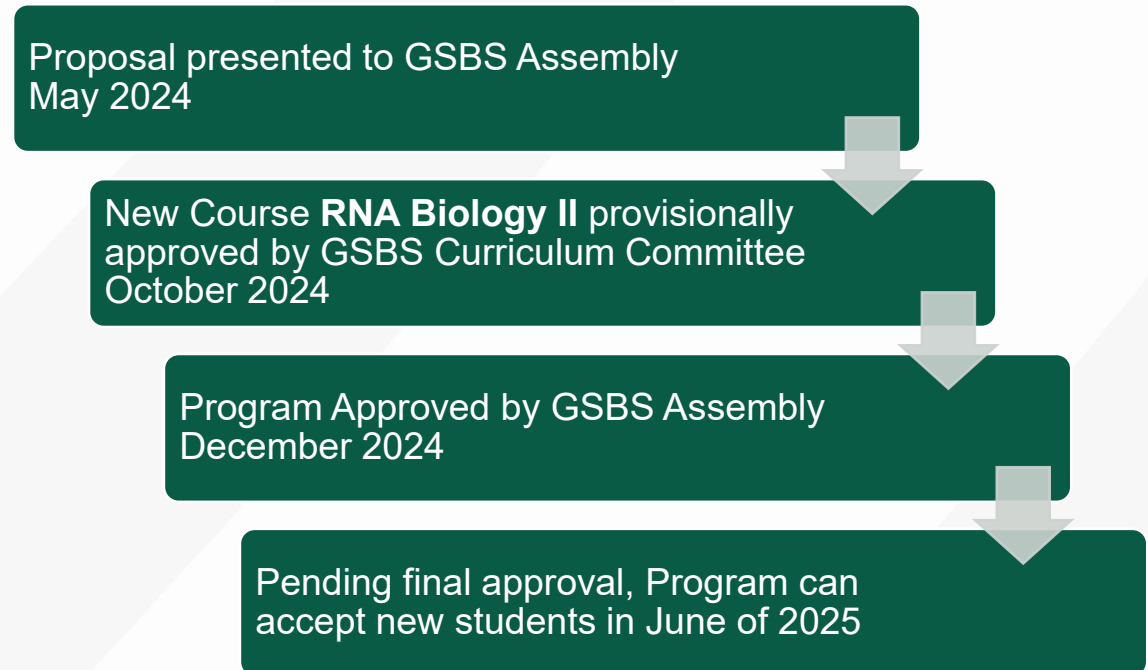 Proposal presented to GSBS Assembly
May 2024
New Course RNA Biology II provisionally
approved by GSBS Curriculum Committee
October 2024
Program Approved by GSBS Assembly
December 2024
Pending final approval, Program can
accept new students in June of 2025